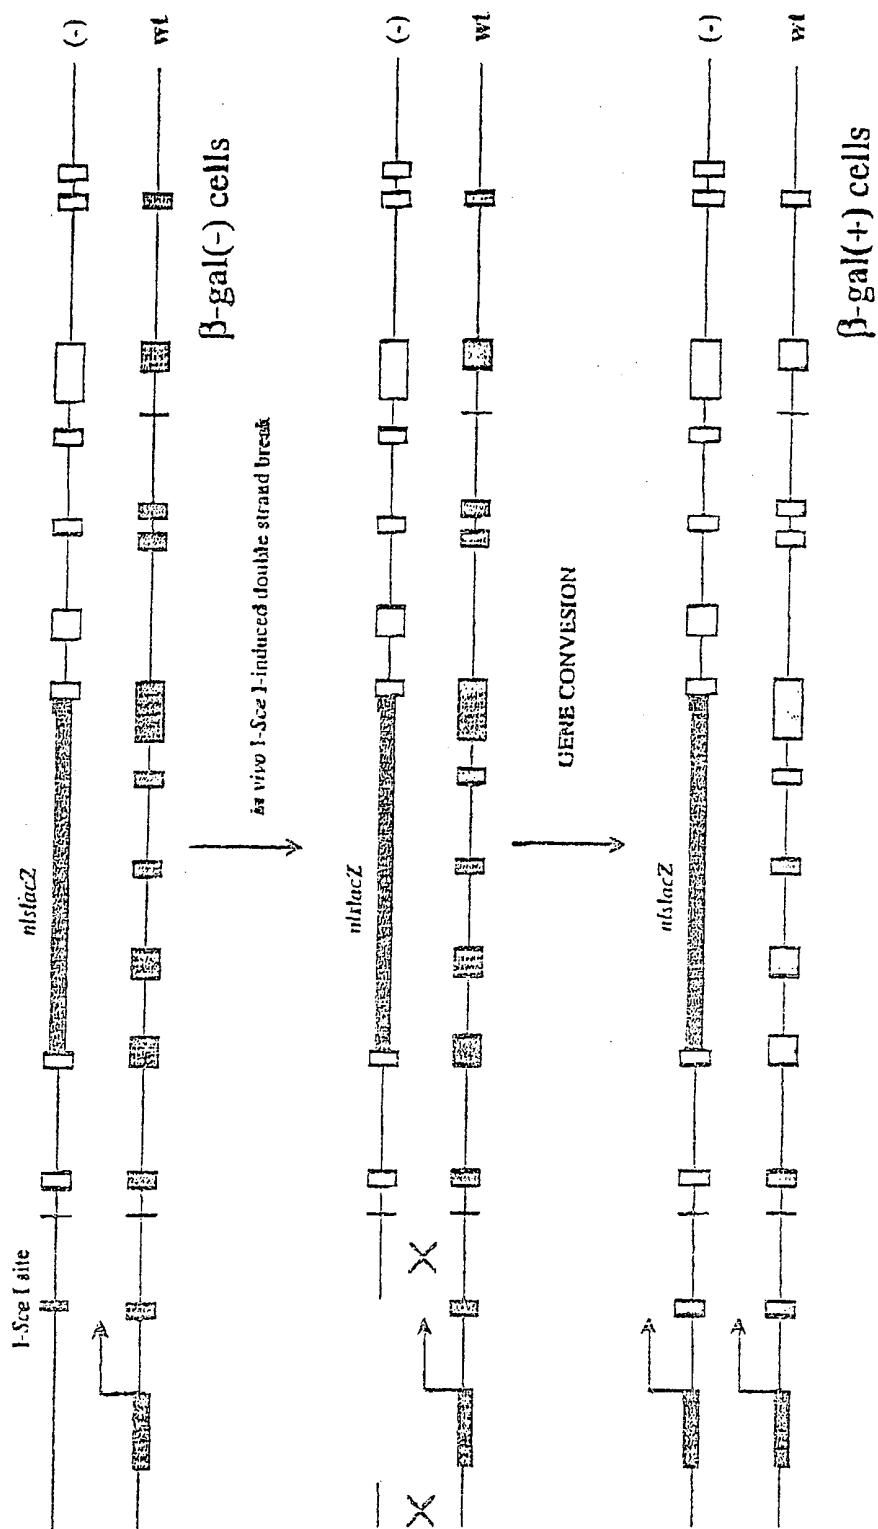 I-Sce I site
nlslacZ
(-)
wt
β-gal(-) cells
in vivo I-Sce I-induced double strand break
nlslacZ
(-)
wt
GENE CONVESION
nlslacZ
(-)
wt
β-gal(+) cells